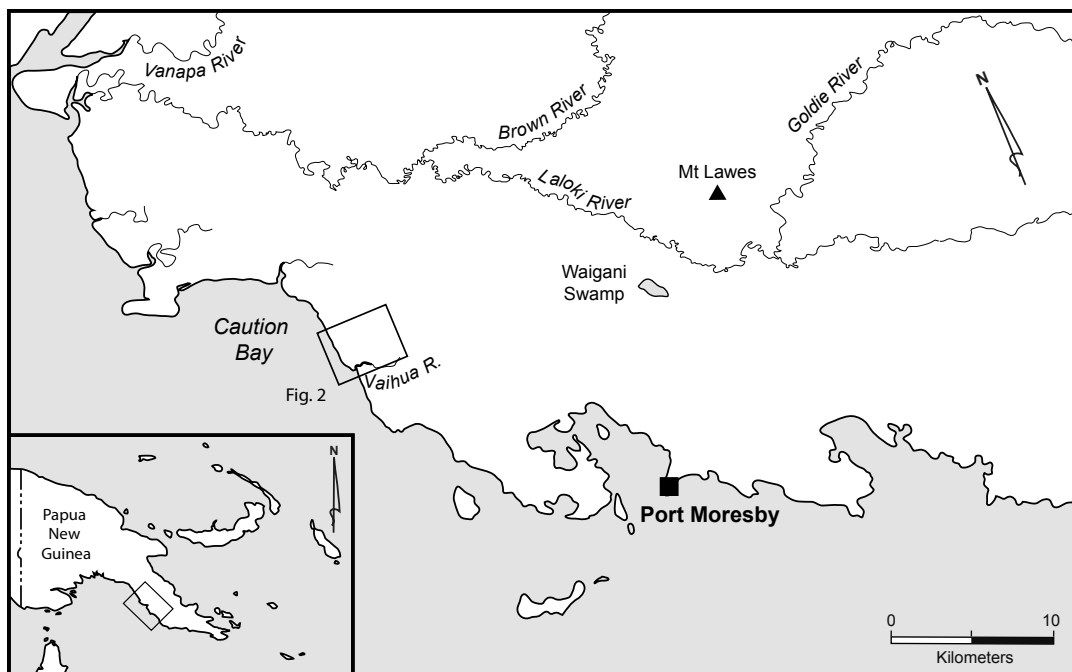 Vanapa River
Brown River
Goldie River
N
Laloki River
Mt Lawes
Waigani
Swamp
Caution
Bay
Vaihua R.
Fig. 2
Port Moresby
N
Papua
New
Guinea
0
10
Kilometers